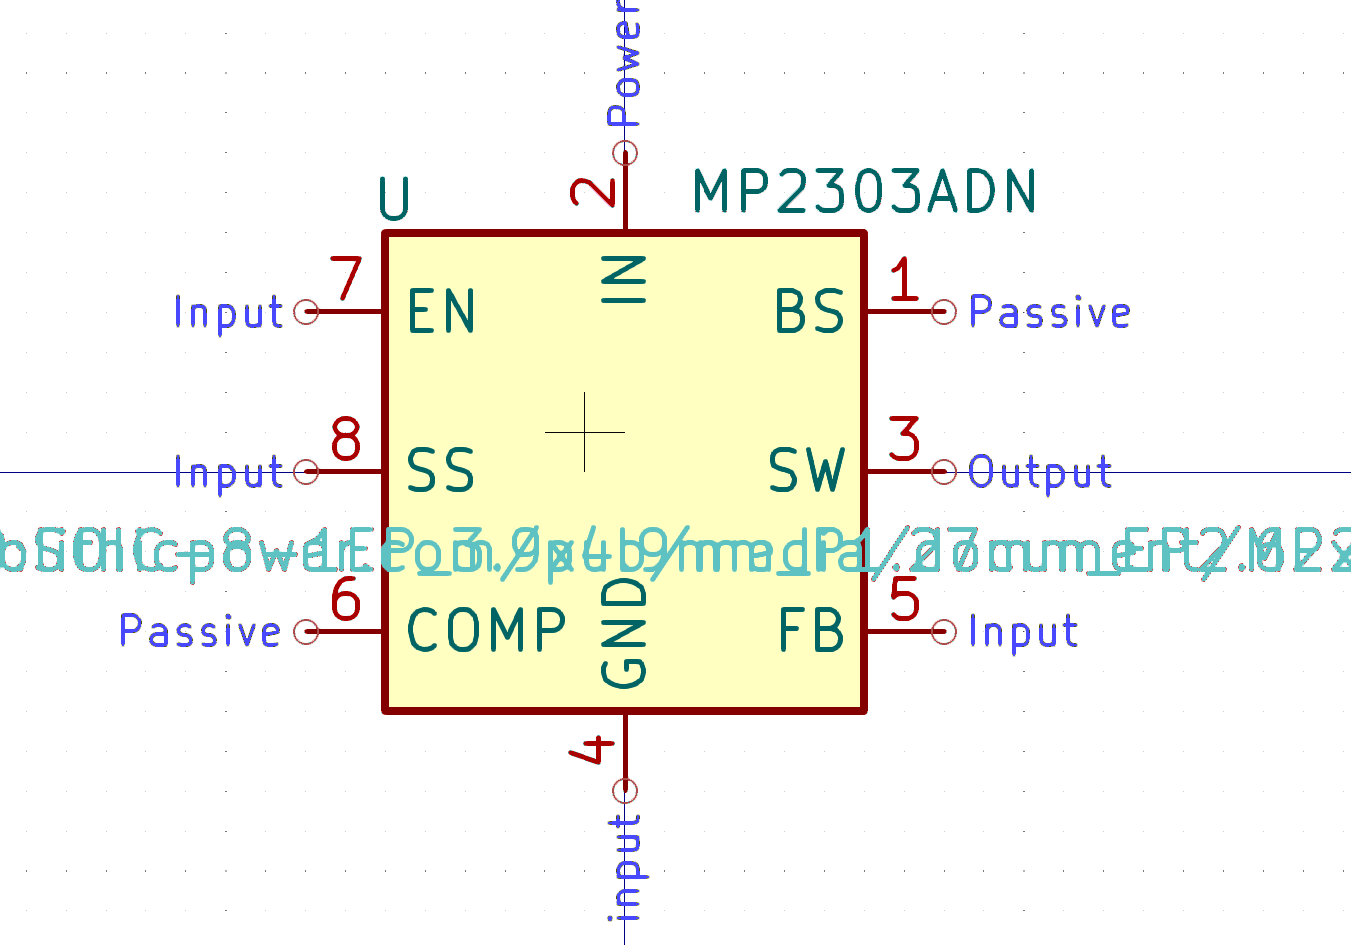 Power
2
U
MP2303ADN
IN
7
1
Input
EN
BS
Passive
8
3
Input
SS
SW
Output
6
5
Passive
COMP
GND
FB
Input
4
input